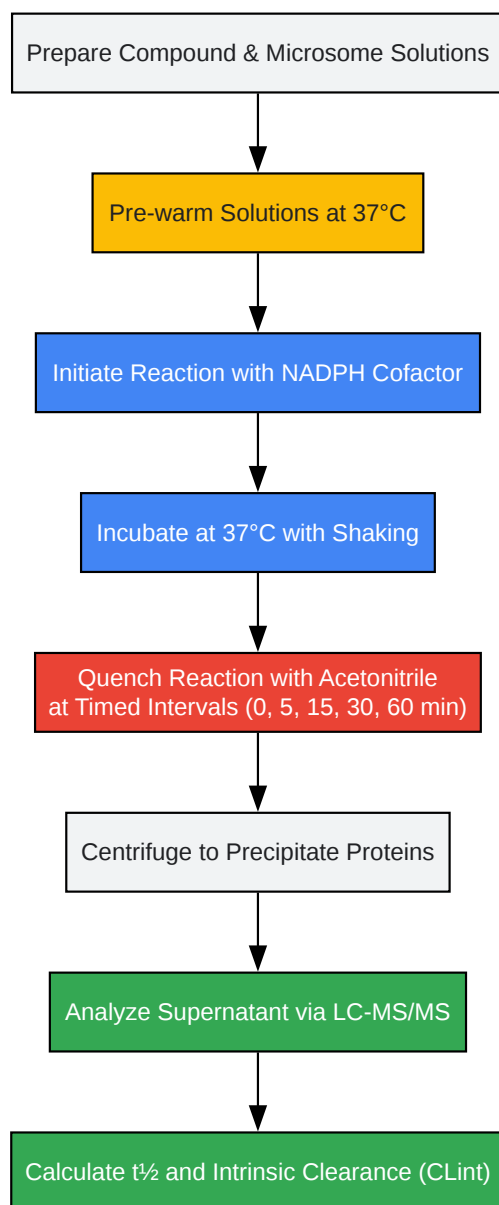 Prepare Compound & Microsome Solutions
Pre-warm Solutions at 37°C
Initiate Reaction with NADPH Cofactor
Incubate at 37°C with Shaking
Quench Reaction with Acetonitrile
at Timed Intervals (0, 5, 15, 30, 60 min)
Centrifuge to Precipitate Proteins
Analyze Supernatant via LC-MS/MS
Calculate t½ and Intrinsic Clearance (CLint)